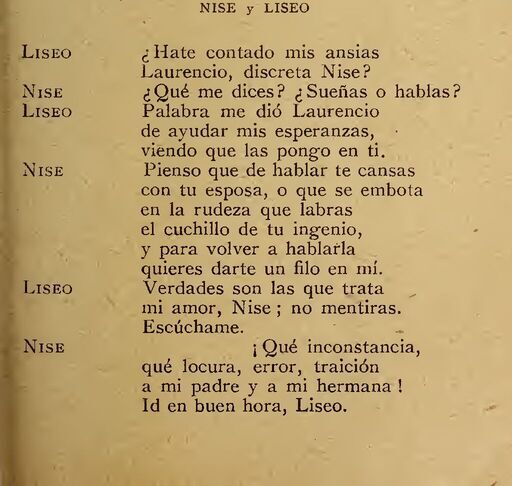 NISE y LISEO
LISEO ¿Hate contado mis ansias
Laurencio, discreta Nise?
NISE ¿Qué me dices? ¿Sueñas o hablas?
LISEO Palabra me dió Laurencio
de ayudar mis esperanzas,
viendo que las pongo en ti.
NISE Pienso que de hablar te cansas
con tu esposa, o que se embota
en la rudeza que labras
el cuchillo de tu ingenio,
y para volver a hablarla
quieres darte un filo en mí.
LISEO Verdades son las que trata
mi amor, Nise; no mentiras.
Escúchame.
NISE ¡Qué inconstancia,
qué locura, error, traición
a mi padre y a mi hermana!
Id en buen hora, Liseo.